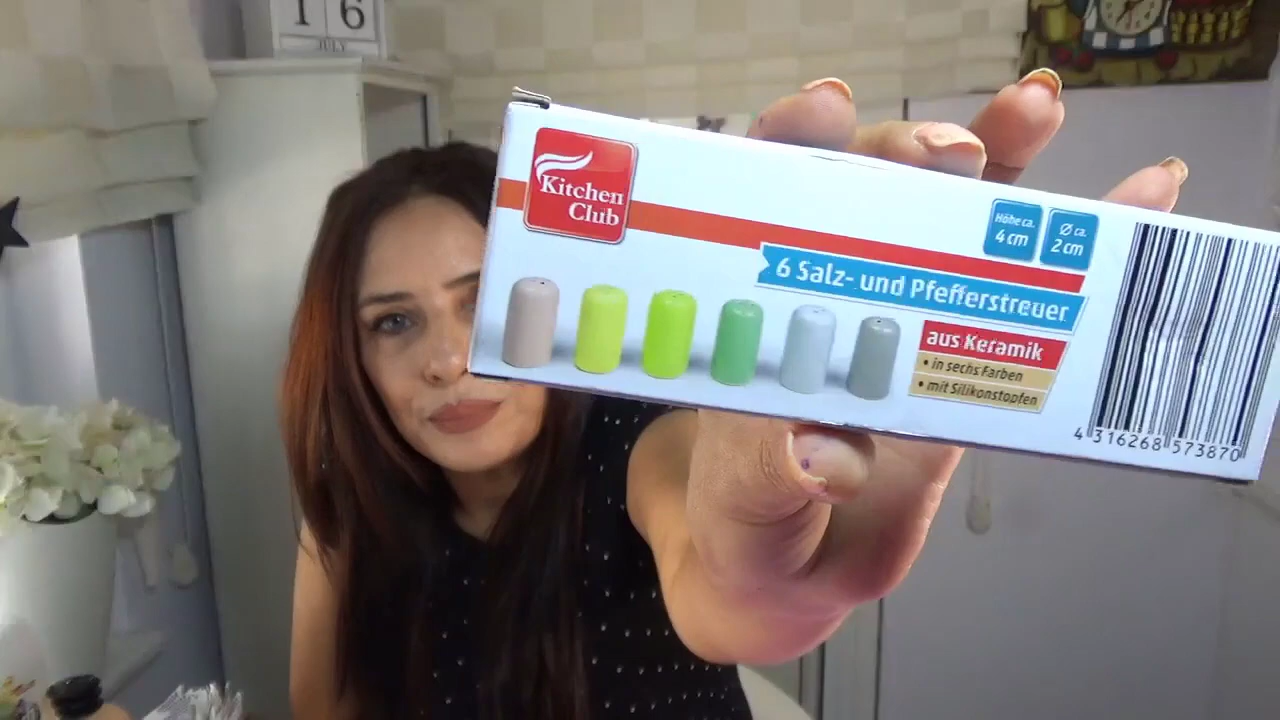 16
JULY
Kitchen
Club
Höhe ca.
4 cm
Ø ca.
2 cm
6 Salz- und Pfefferstreuer
aus Keramik
• in sechs Farben
• mit Silikonstopfen
4 316268 573870